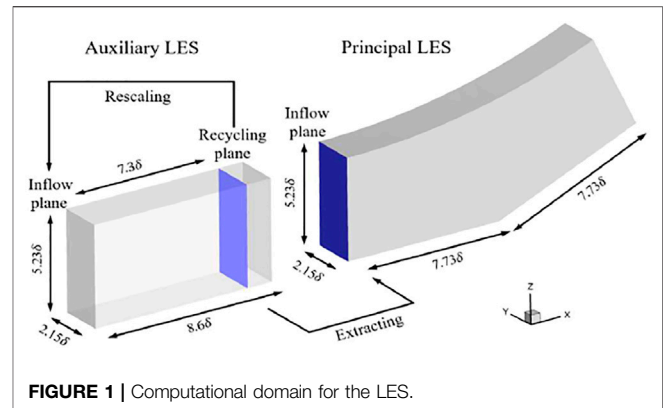 Auxiliary LES
Principal LES
Rescaling
Inflow
plane
Recycling
plane
7.3δ
Inflow
plane
5.23δ
5.23δ
7.73δ
2.15δ
7.73δ
2.15δ
8.6δ
Extracting
Z
Y
X
FIGURE 1 | Computational domain for the LES.